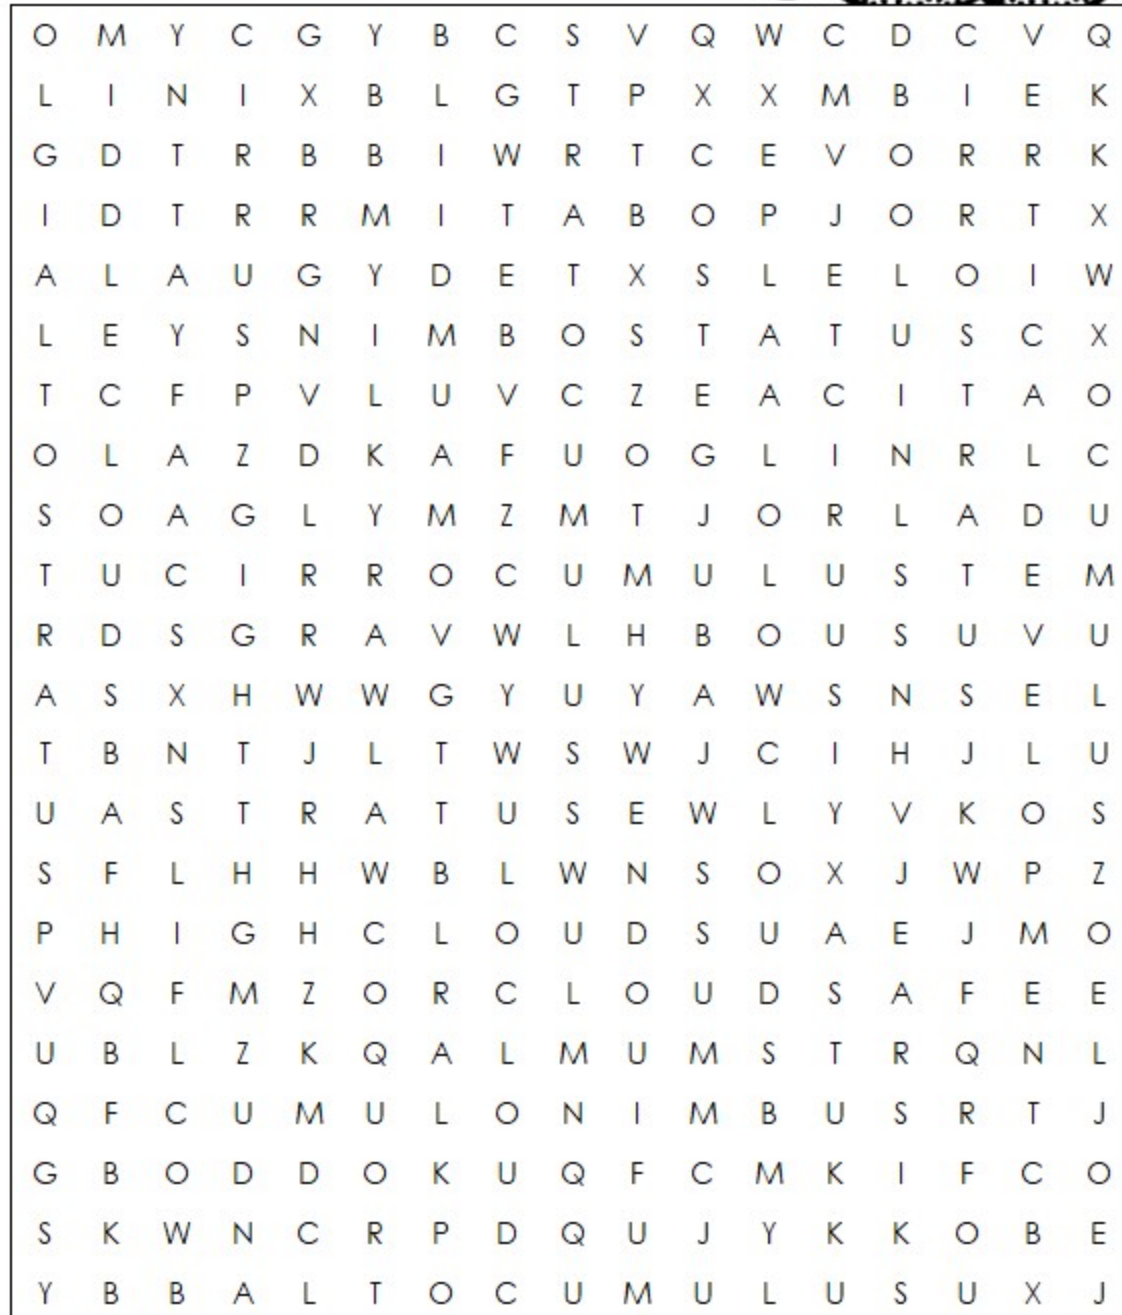 O M Y C G Y B C S V Q W C D C V Q
L I N I X B L G T P X X M B I E K
G D T R B B I W R T C E V O R R K
I D T R R M I T A B O P J O R T X
A L A U G Y D E T X S L E L O I W
L E Y S N I M B O S T A T U S C X
T C F P V L U V C Z E A C I T A O
O L A Z D K A F U O G L I N R L C
S O A G L Y M Z M T J O R L A D U
T U C I R R O C U M U L U S T E M
R D S G R A V W L H B O U S U V U
A S X H W W G Y U Y A W S N S E L
T B N T J L T W S W J C I H J L U
U A S T R A T U S E W L Y V K O S
S F L H H W B L W N S O X J W P Z
P H I G H C L O U D S U A E J M O
V Q F M Z O R C L O U D S A F E E
U B L Z K Q A L M U M S T R Q N L
Q F C U M U L O N I M B U S R T J
G B O D D O K U Q F C M K I F C O
S K W N C R P D Q U J Y K K O B E
Y B B A L T O C U M U L U S U X J